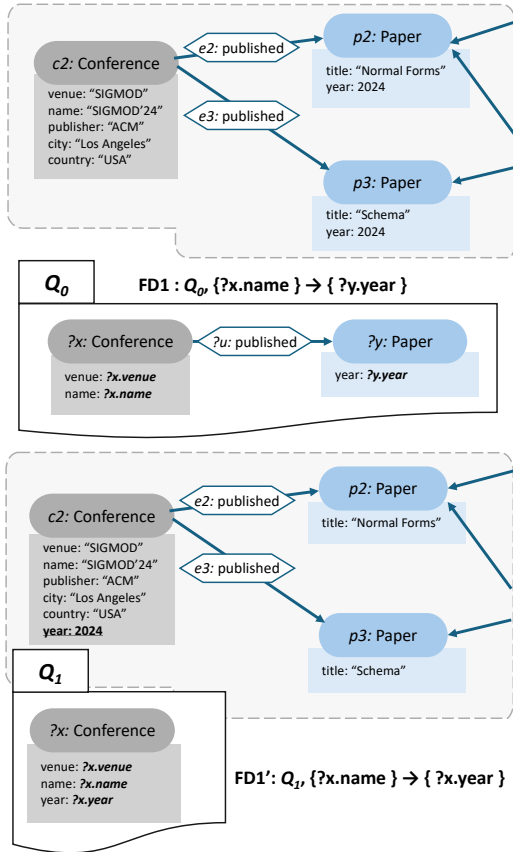 c2: Conference
venue: “SIGMOD”
name: “SIGMOD’24”
publisher: “ACM”
city: “Los Angeles”
country: “USA”
e2: published
e3: published
p2: Paper
title: “Normal Forms”
year: 2024
p3: Paper
title: “Schema”
year: 2024
Q0
FD1 : Q0, {?x.name } → { ?y.year }
?x: Conference
venue: ?x.venue
name: ?x.name
?u: published
?y: Paper
year: ?y.year
c2: Conference
venue: “SIGMOD”
name: “SIGMOD’24”
publisher: “ACM”
city: “Los Angeles”
country: “USA”
year: 2024
e2: published
e3: published
p2: Paper
title: “Normal Forms”
p3: Paper
title: “Schema”
Q1
?x: Conference
venue: ?x.venue
name: ?x.name
year: ?x.year
FD1’: Q1, {?x.name } → { ?x.year }